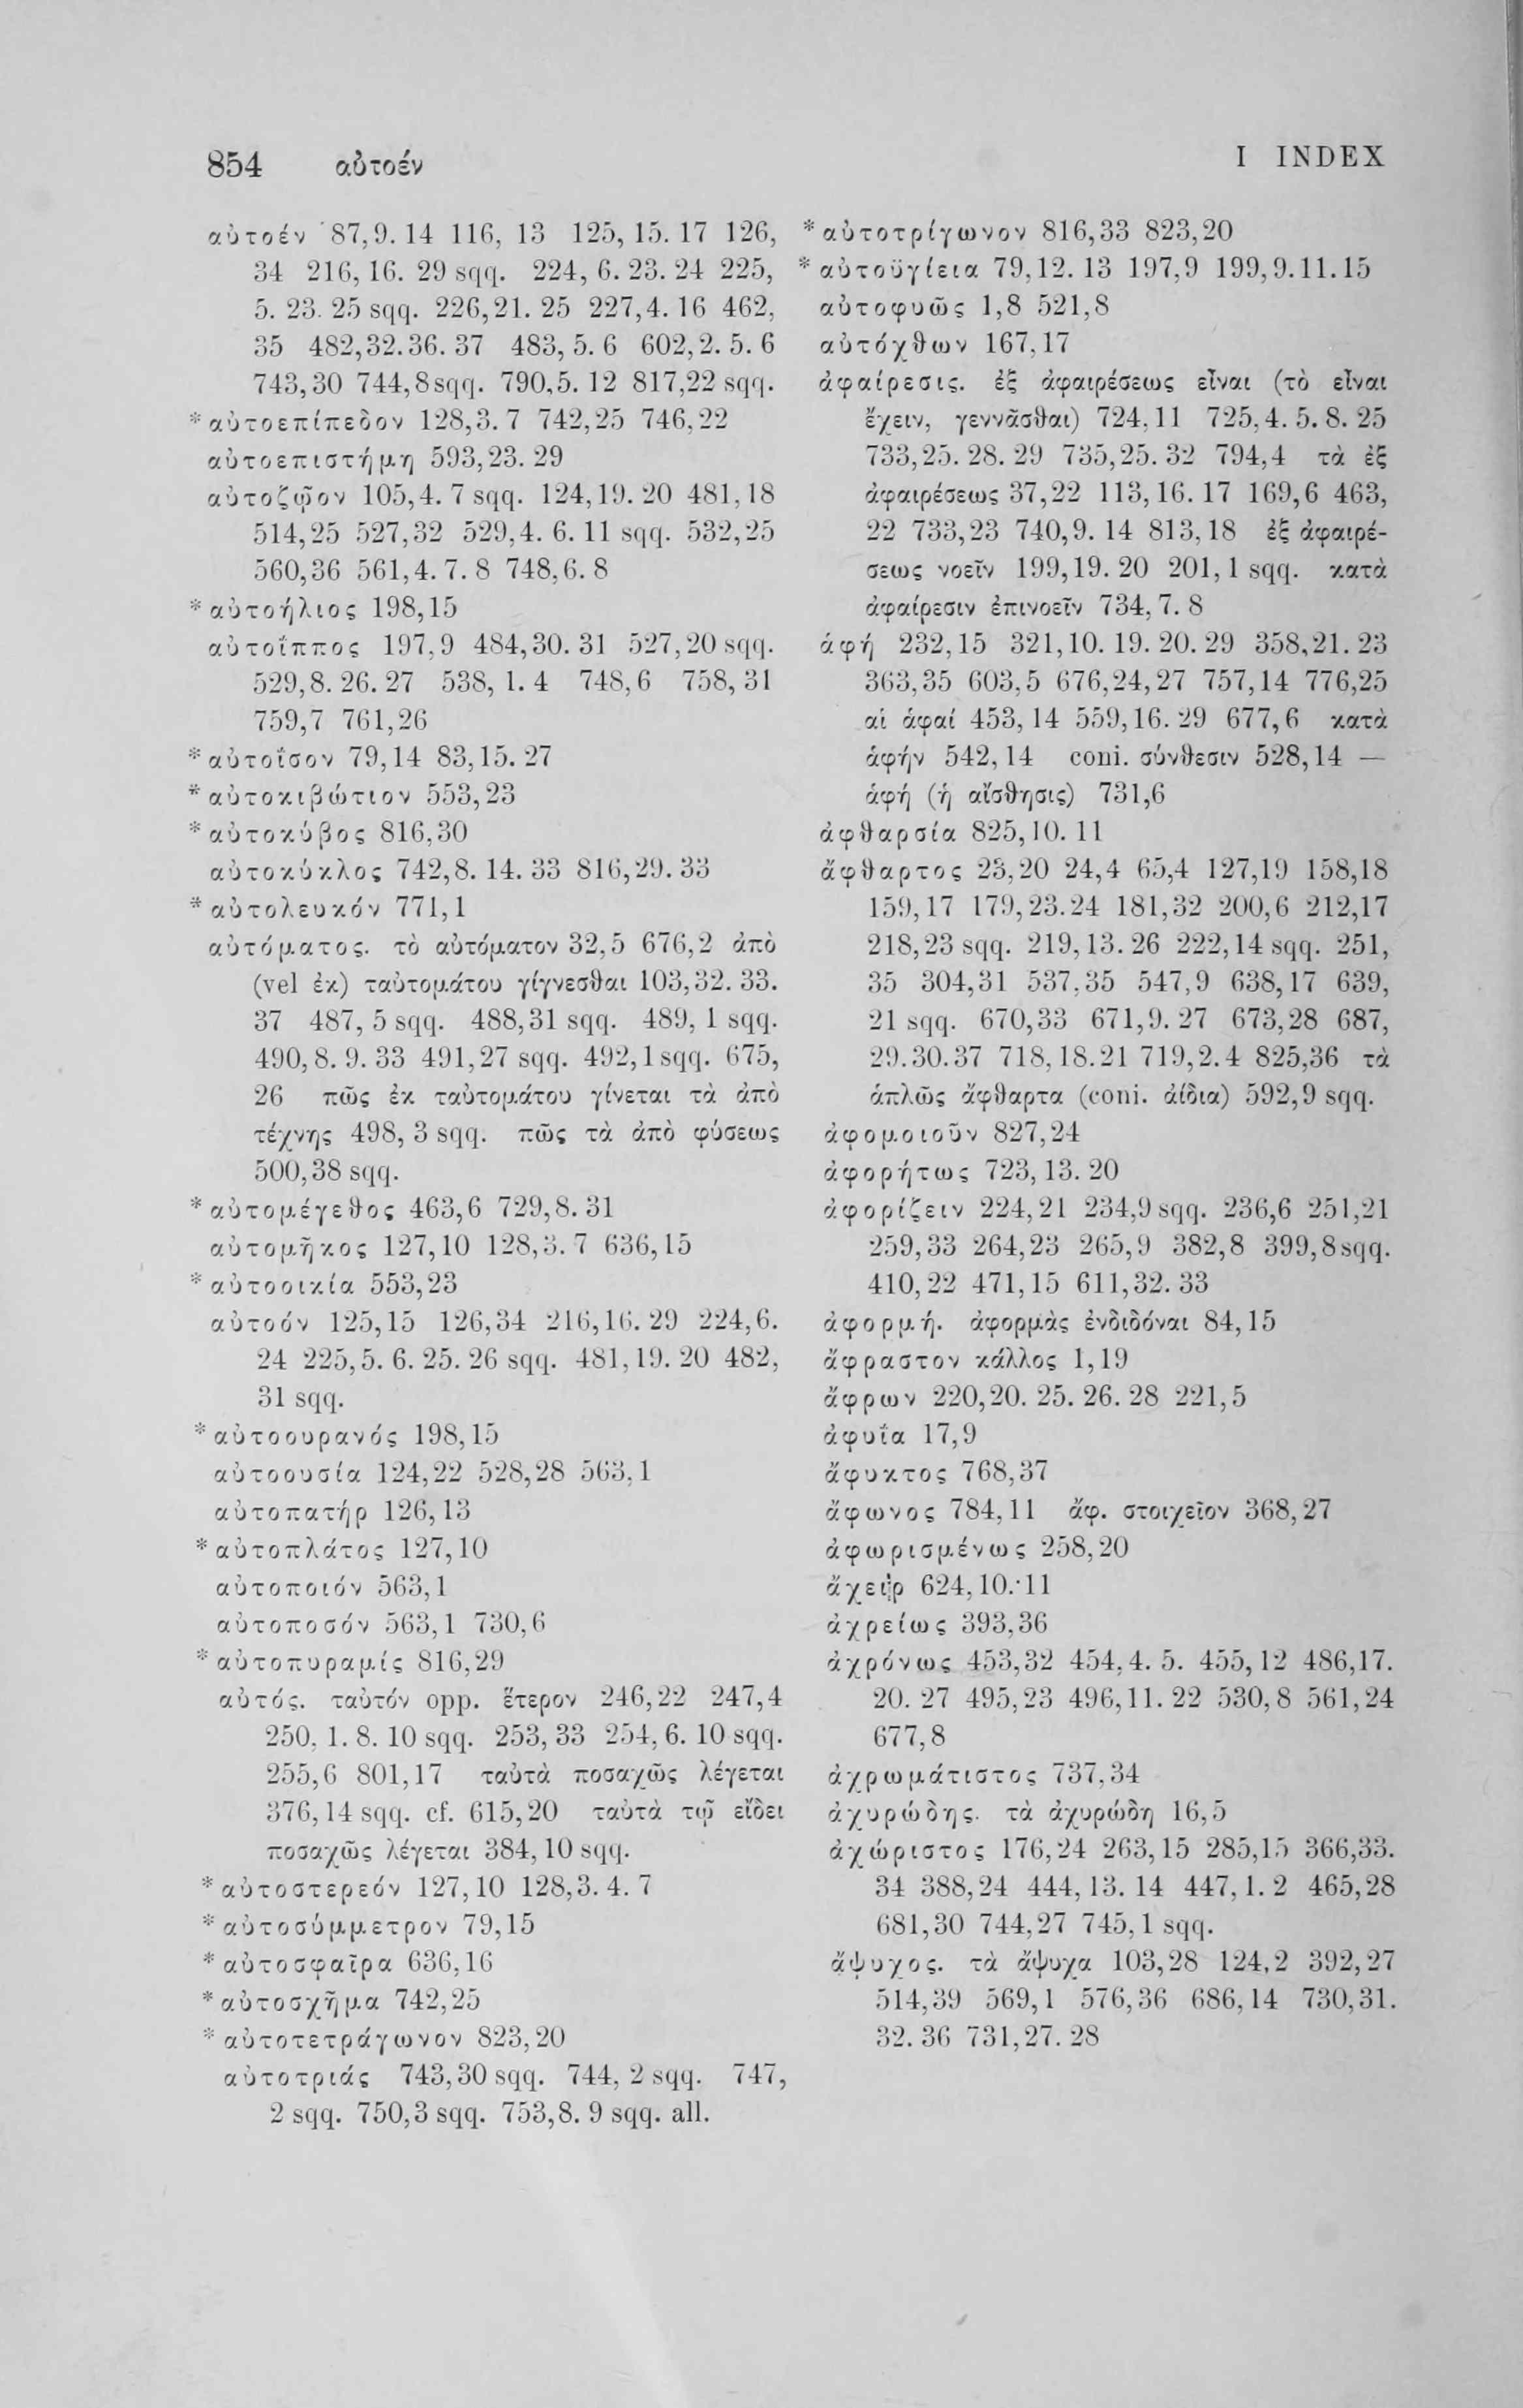 854 αὐτοέν
I INDEX
αὐτοέν 87,9. 14 116, 13 125, 15. 17 126,
34 216, 16. 29 sqq. 224, 6. 23. 24 225,
5. 23. 25 sqq. 226,21. 25 227,4. 16 462,
35 482,32. 36. 37 483, 5. 6 602,2. 5. 6
743,30 744,8 sqq. 790,5. 12 817,22 sqq.
*αὐτοεπίπεδον 128,3. 7 742,25 746,22
αὐτοεπιστήμη 593,23. 29
αὐτοζῷον 105,4. 7 sqq. 124,19. 20 481,18
514,25 527,32 529,4. 6. 11 sqq. 532,25
560,36 561,4. 7. 8 748,6. 8
*αὐτοήλιος 198,15
αὐτοΐππος 197,9 484,30. 31 527,20 sqq.
529,8. 26. 27 538, 1. 4 748,6 758,31
759,7 761,26
*αὐτοΐσον 79,14 83,15. 27
*αὐτοκιβώτιον 553,23
*αὐτοκύβος 816,30
αὐτοκύκλος 742,8. 14. 33 816,29. 33
*αὐτολευκόν 771,1
αὐτόματος. τὸ αὐτόματον 32,5 676,2 ἀπὸ
(vel ἐκ) ταὐτομάτου γίγνεσθαι 103,32. 33.
37 487, 5 sqq. 488,31 sqq. 489, 1 sqq.
490,8. 9. 33 491,27 sqq. 492,1 sqq. 675,
26 πῶς ἐκ ταὐτομάτου γίνεται τὰ ἀπὸ
τέχνης 498, 3 sqq. πῶς τὰ ἀπὸ φύσεως
500,38 sqq.
*αὐτομέγεθος 463,6 729,8. 31
αὐτομῆκος 127,10 128,3. 7 636,15
*αὐτοοικία 553,23
αὐτοόν 125,15 126,34 216,16. 29 224,6.
24 225,5. 6. 25. 26 sqq. 481,19. 20 482,
31 sqq.
*αὐτοουρανός 198,15
αὐτοουσία 124,22 528,28 563,1
αὐτοπατήρ 126,13
*αὐτοπλάτος 127,10
αὐτοποιόν 563,1
αὐτοποσόν 563,1 730,6
*αὐτοπυραμίς 816,29
αὐτός. ταὐτόν opp. ἕτερον 246,22 247,4
250, 1. 8. 10 sqq. 253, 33 254, 6. 10 sqq.
255,6 801,17 ταὐτὰ ποσαχῶς λέγεται
376,14 sqq. cf. 615,20 ταὐτὰ τῷ εἴδει
ποσαχῶς λέγεται 384,10 sqq.
*αὐτοστερεόν 127,10 128,3. 4. 7
*αὐτοσύμμετρον 79,15
*αὐτοσφαῖρα 636,16
*αὐτοσχῆμα 742,25
*αὐτοτετράγωνον 823,20
αὐτοτριάς 743,30 sqq. 744, 2 sqq. 747,
2 sqq. 750,3 sqq. 753,8. 9 sqq. all.
*αὐτοτρίγωνον 816,33 823,20
*αὐτοϋγίεια 79,12. 13 197,9 199,9. 11. 15
αὐτοφυῶς 1,8 521,8
αὐτόχθων 167,17
ἀφαίρεσις. ἐξ ἀφαιρέσεως εἶναι (τὸ εἶναι
ἔχειν, γεννᾶσθαι) 724,11 725,4. 5. 8. 25
733,25. 28. 29 735,25. 32 794,4 τὰ ἐξ
ἀφαιρέσεως 37,22 113,16. 17 169,6 463,
22 733,23 740,9. 14 813,18 ἐξ ἀφαιρέ-
σεως νοεῖν 199,19. 20 201,1 sqq. κατὰ
ἀφαίρεσιν ἐπινοεῖν 734,7. 8
ἁφή 232,15 321,10. 19. 20. 29 358,21. 23
363,35 603,5 676,24,27 757,14 776,25
αἱ ἁφαί 453,14 559,16. 29 677,6 κατὰ
ἁφήν 542,14 coni. σύνθεσιν 528,14 —
ἁφή (ἡ αἴσθησις) 731,6
ἀφθαρσία 825,10. 11
ἄφθαρτος 23,20 24,4 65,4 127,19 158,18
159,17 179,23. 24 181,32 200,6 212,17
218,23 sqq. 219,13. 26 222,14 sqq. 251,
35 304,31 537,35 547,9 638,17 639,
21 sqq. 670,33 671,9. 27 673,28 687,
29. 30. 37 718,18. 21 719,2. 4 825,36 τὰ
ἁπλῶς ἄφθαρτα (coni. ἀίδια) 592,9 sqq.
ἀφομοιοῦν 827,24
ἀφορήτως 723,13. 20
ἀφορίζειν 224,21 234,9 sqq. 236,6 251,21
259,33 264,23 265,9 382,8 399,8 sqq.
410,22 471,15 611,32. 33
ἀφορμή. ἀφορμὰς ἐνδιδόναι 84,15
ἄφραστον κάλλος 1,19
ἄφρων 220,20. 25. 26. 28 221,5
ἀφυΐα 17,9
ἄφυκτος 768,37
ἄφωνος 784,11 ἄφ. στοιχεῖον 368,27
ἀφωρισμένως 258,20
ἄχειρ 624,10. 11
ἀχρείως 393,36
ἀχρόνως 453,32 454,4. 5. 455,12 486,17.
20. 27 495,23 496,11. 22 530,8 561,24
677,8
ἀχρωμάτιστος 737,34
ἀχυρώδης. τὰ ἀχυρώδη 16,5
ἀχώριστος 176,24 263,15 285,15 366,33.
34 388,24 444,13. 14 447,1. 2 465,28
681,30 744,27 745,1 sqq.
ἄψυχος. τὰ ἄψυχα 103,28 124,2 392,27
514,39 569,1 576,36 686,14 730,31.
32. 36 731,27. 28